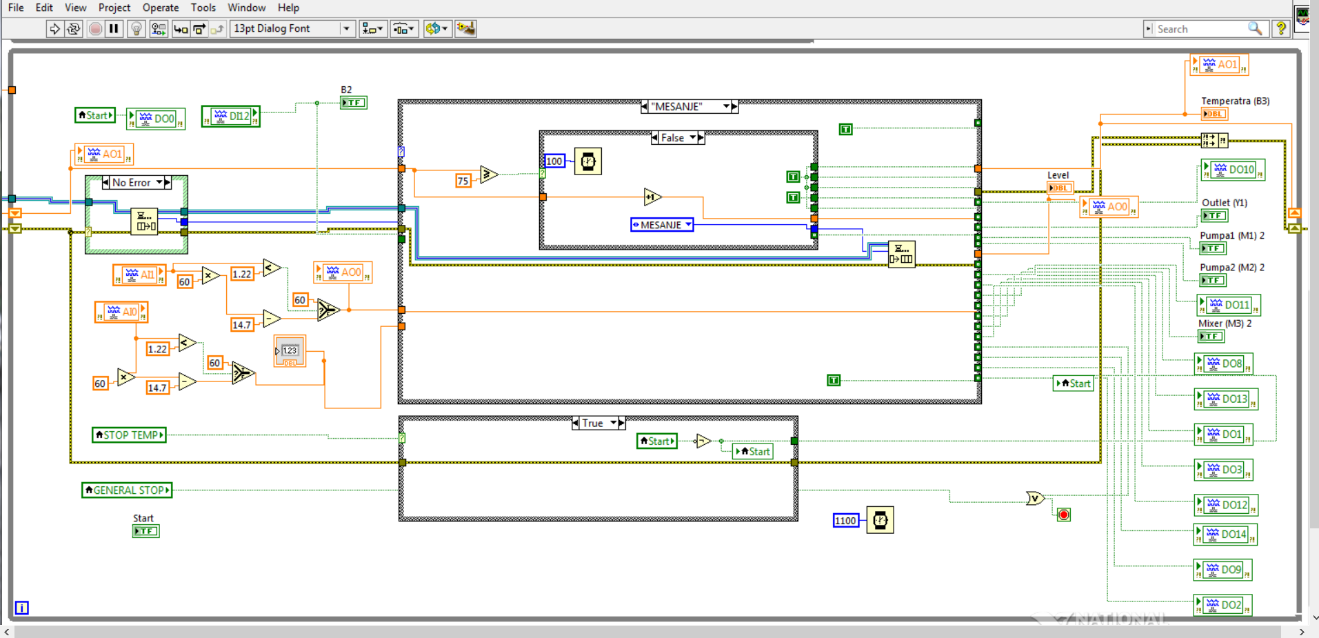 File Edit View Project Operate Tools Window Help
13pt Dialog Font
Search
AO1
B2
TF
"MESANJE"
Start
DO0
DI12
Temperatra (B3)
DBL
T
False
AO1
100
DO10
75
No Error
Level
DBL
T
T
AO0
Outlet (Y1)
TF
+1
MESANJE
Pumpa1 (M1) 2
TF
AI1
60
1.22
AO0
Pumpa2 (M2) 2
TF
60
DO11
AI0
14.7
Mixer (M3) 2
TF
1.22
123
60
DO8
60
14.7
T
Start
DO13
True
STOP TEMP
Start
Start
DO1
DO3
GENERAL STOP
DO12
Start
TF
1100
DO14
DO9
i
DO2
NATIONAL